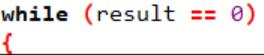 while (result == 0)
{